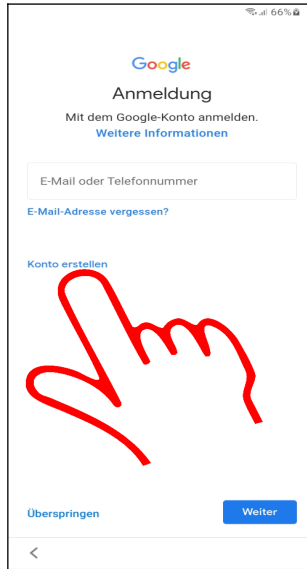 66%
Google
Anmeldung
Mit dem Google-Konto anmelden.
Weitere Informationen
E-Mail oder Telefonnummer
E-Mail-Adresse vergessen?
Konto erstellen
Überspringen
Weiter